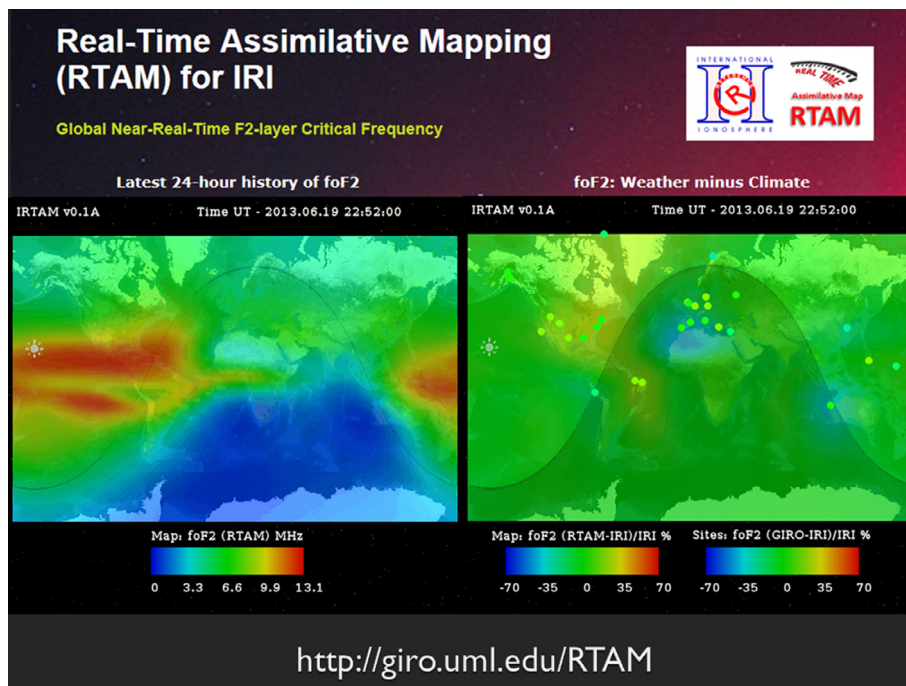 Real-Time Assimilative Mapping
(RTAM) for IRI
Global Near-Real-Time F2-layer Critical Frequency
INTERNATIONAL
IRI
IONOSPHERE
REAL TIME
Assimilative Map
RTAM
Latest 24-hour history of foF2
foF2: Weather minus Climate
IRTAM v0.1A
Time UT - 2013.06.19 22:52:00
IRTAM v0.1A
Time UT - 2013.06.19 22:52:00
Map: foF2 (RTAM) MHz
0 3.3 6.6 9.9 13.1
Map: foF2 (RTAM-IRI)/IRI %
-70 -35 0 35 70
Sites: foF2 (GIRO-IRI)/IRI %
-70 -35 0 35 70
http://giro.uml.edu/RTAM